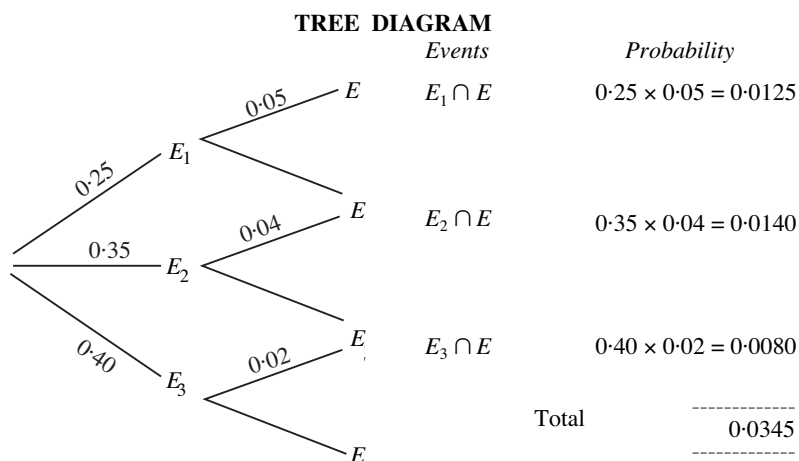 TREE DIAGRAM
Events Probability
0·05 E E₁ ∩ E 0·25 × 0·05 = 0·0125
E₁
0·25
E E₂ ∩ E 0·35 × 0·04 = 0·0140
0·04
0·35 E₂
E E₃ ∩ E 0·40 × 0·02 = 0·0080
0·02
0·40 E₃
Total 0·0345
E